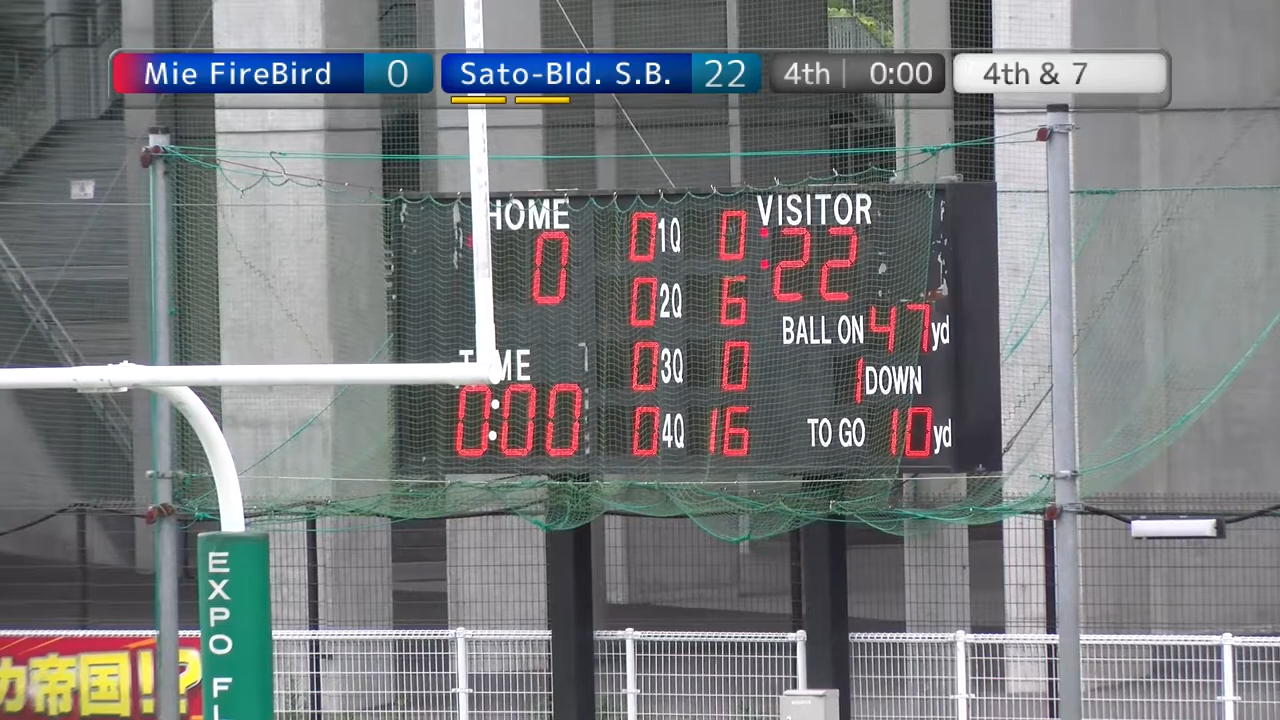 Mie FireBird 0 Sato-Bld. S.B. 22 4th 0:00 4th & 7
HOME 0 1Q 0 VISITOR
0 22
0 2Q 6
BALL ON 47 yd
TIME 0 3Q 0
1 DOWN
0:00 0 4Q 16 TO GO 10 yd
EXPO FL
力帝国!?